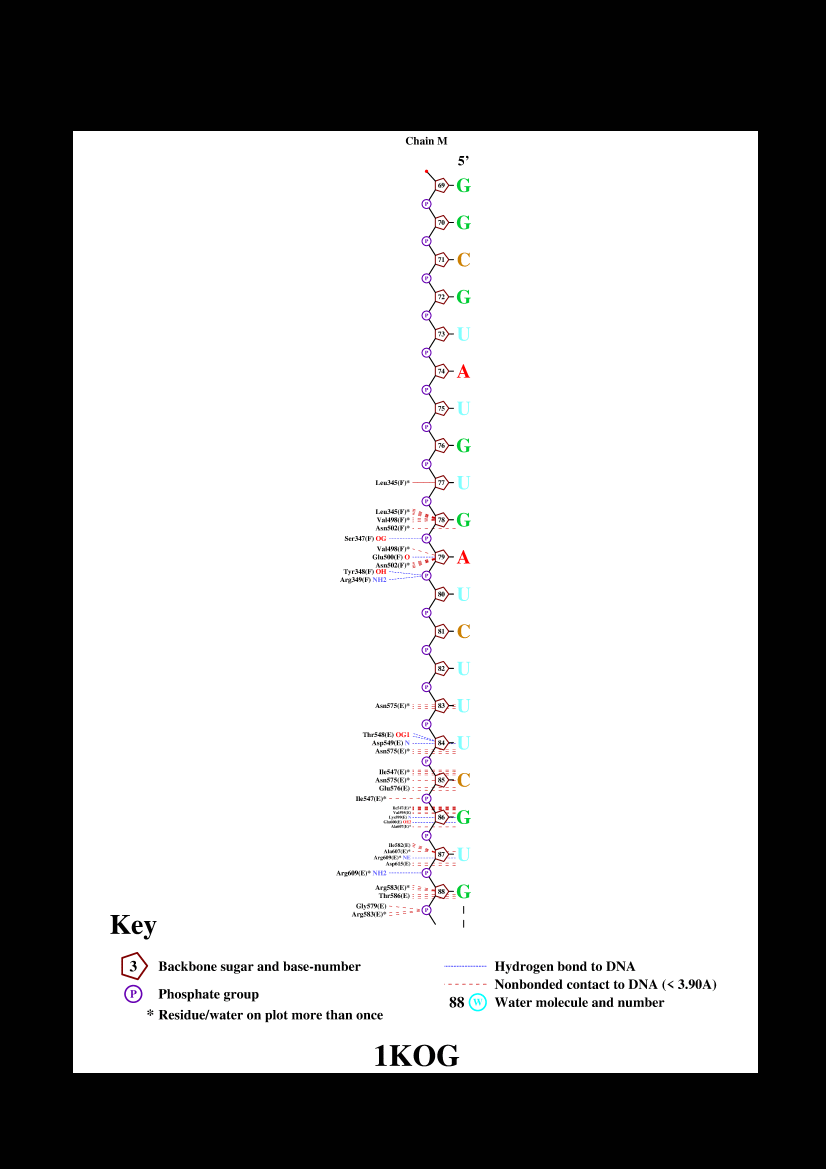 Chain M
5’
69 G
P
70 G
P
71 C
P
72 G
P
73 U
P
74 A
P
75 U
P
76 G
P
Leu345(F)* 77 U
P
Leu345(F)*
Val498(F)* 78 G
Asn502(F)*
Ser347(F) OG P
Val498(F)*
Glu500(F) O 79 A
Asn502(F)*
Tyr348(F) OH P
Arg349(F) NH2
80 U
P
81 C
P
82 U
P
Asn575(E)* 83 U
P
Thr548(E) OG1
Asp549(E) N 84 U
Asn575(E)*
P
Ile547(E)*
Asn575(E)* 85 C
Glu576(E)
Ile547(E)* P
Ile547(E)*
86 G
Ala607(E)*
P
Ile582(E)
Ala607(E)* 87 U
Arg609(E)* NE
Asp615(E)
Arg609(E)* NH2 P
Arg583(E)* 88 G
Thr586(E)
Gly579(E) P
Arg583(E)*
Key
3 Backbone sugar and base-number
P Phosphate group
* Residue/water on plot more than once
Hydrogen bond to DNA
Nonbonded contact to DNA (< 3.90A)
88 W Water molecule and number
1KOG